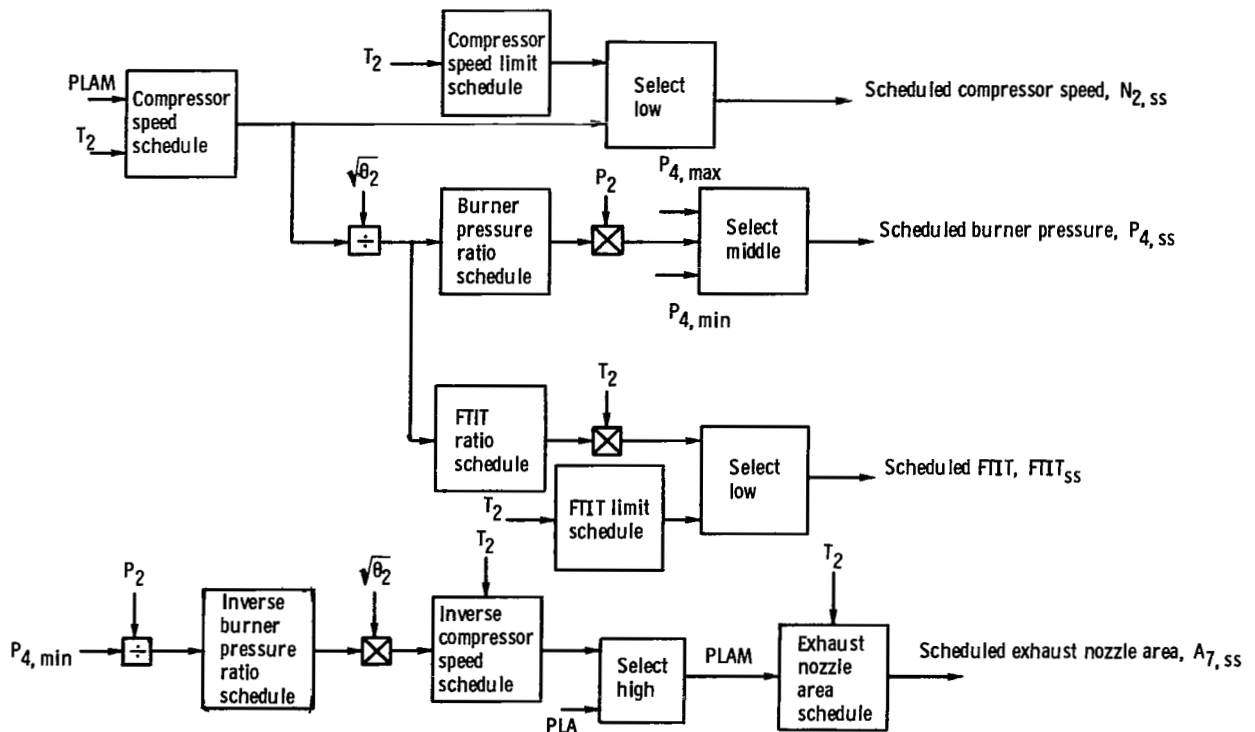 T2
Compressor
speed limit
schedule
Select
low
Scheduled compressor speed, N2, ss
PLAM
T2
Compressor
speed
schedule
√θ2
÷
Burner
pressure
ratio
schedule
P2
P4, max
Select
middle
P4, min
Scheduled burner pressure, P4, ss
FTIT
ratio
schedule
T2
T2
FTIT limit
schedule
Select
low
Scheduled FTIT, FTITss
P4, min
P2
÷
Inverse
burner
pressure
ratio
schedule
√θ2
T2
Inverse
compressor
speed
schedule
Select
high
PLA
PLAM
T2
Exhaust
nozzle
area
schedule
Scheduled exhaust nozzle area, A7, ss